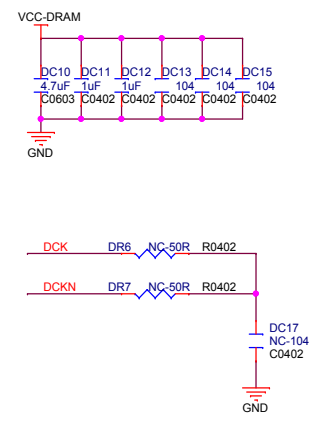 VCC-DRAM
DC10 DC11 DC12 DC13 DC14 DC15
4.7uF 1uF 1uF 104 104 104
C0603 C0402 C0402 C0402 C0402 C0402
GND
DCK DR6 NC-50R R0402
DCKN DR7 NC-50R R0402
DC17
NC-104
C0402
GND